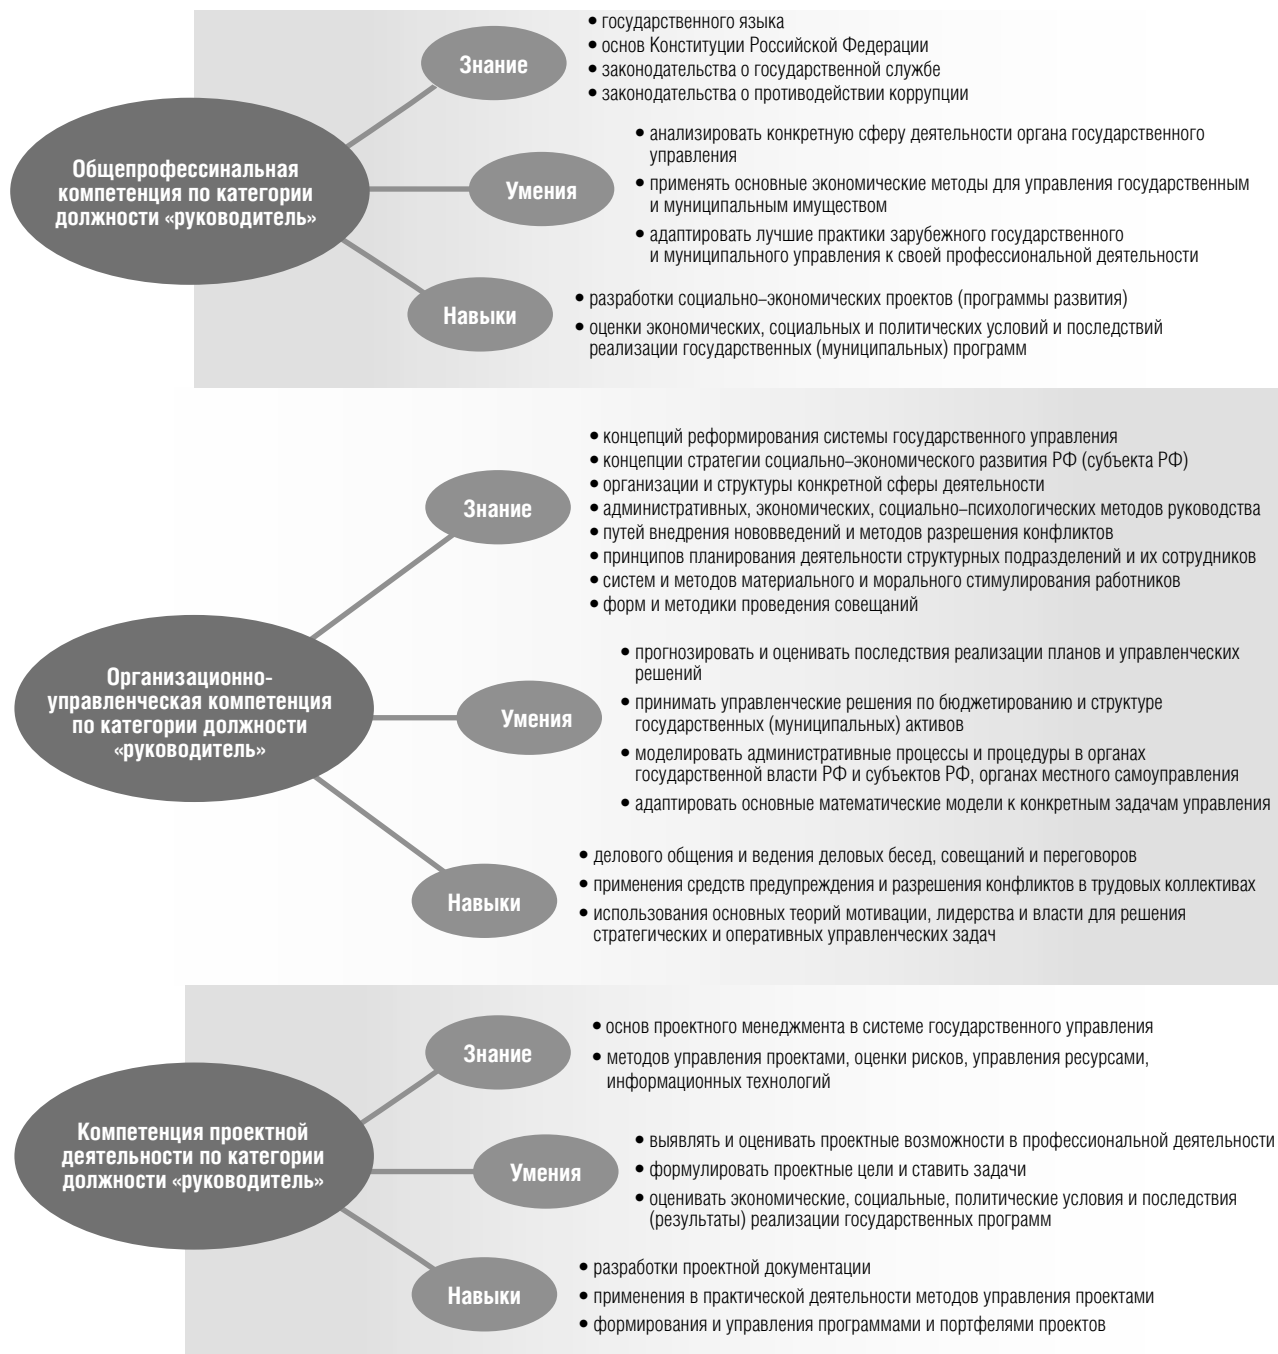 Общепрофессинальная
компетенция по категории
должности «руководитель»
Знание
• государственного языка
• основ Конституции Российской Федерации
• законодательства о государственной службе
• законодательства о противодействии коррупции
Умения
• анализировать конкретную сферу деятельности органа государственного
управления
• применять основные экономические методы для управления государственным
и муниципальным имуществом
• адаптировать лучшие практики зарубежного государственного
и муниципального управления к своей профессиональной деятельности
Навыки
• разработки социально–экономических проектов (программы развития)
• оценки экономических, социальных и политических условий и последствий
реализации государственных (муниципальных) программ
Организационно-
управленческая компетенция
по категории должности
«руководитель»
Знание
• концепций реформирования системы государственного управления
• концепции стратегии социально–экономического развития РФ (субъекта РФ)
• организации и структуры конкретной сферы деятельности
• административных, экономических, социально–психологических методов руководства
• путей внедрения нововведений и методов разрешения конфликтов
• принципов планирования деятельности структурных подразделений и их сотрудников
• систем и методов материального и морального стимулирования работников
• форм и методики проведения совещаний
Умения
• прогнозировать и оценивать последствия реализации планов и управленческих
решений
• принимать управленческие решения по бюджетированию и структуре
государственных (муниципальных) активов
• моделировать административные процессы и процедуры в органах
государственной власти РФ и субъектов РФ, органах местного самоуправления
• адаптировать основные математические модели к конкретным задачам управления
Навыки
• делового общения и ведения деловых бесед, совещаний и переговоров
• применения средств предупреждения и разрешения конфликтов в трудовых коллективах
• использования основных теорий мотивации, лидерства и власти для решения
стратегических и оперативных управленческих задач
Компетенция проектной
деятельности по категории
должности «руководитель»
Знание
• основ проектного менеджмента в системе государственного управления
• методов управления проектами, оценки рисков, управления ресурсами,
информационных технологий
Умения
• выявлять и оценивать проектные возможности в профессиональной деятельности
• формулировать проектные цели и ставить задачи
• оценивать экономические, социальные, политические условия и последствия
(результаты) реализации государственных программ
Навыки
• разработки проектной документации
• применения в практической деятельности методов управления проектами
• формирования и управления программами и портфелями проектов